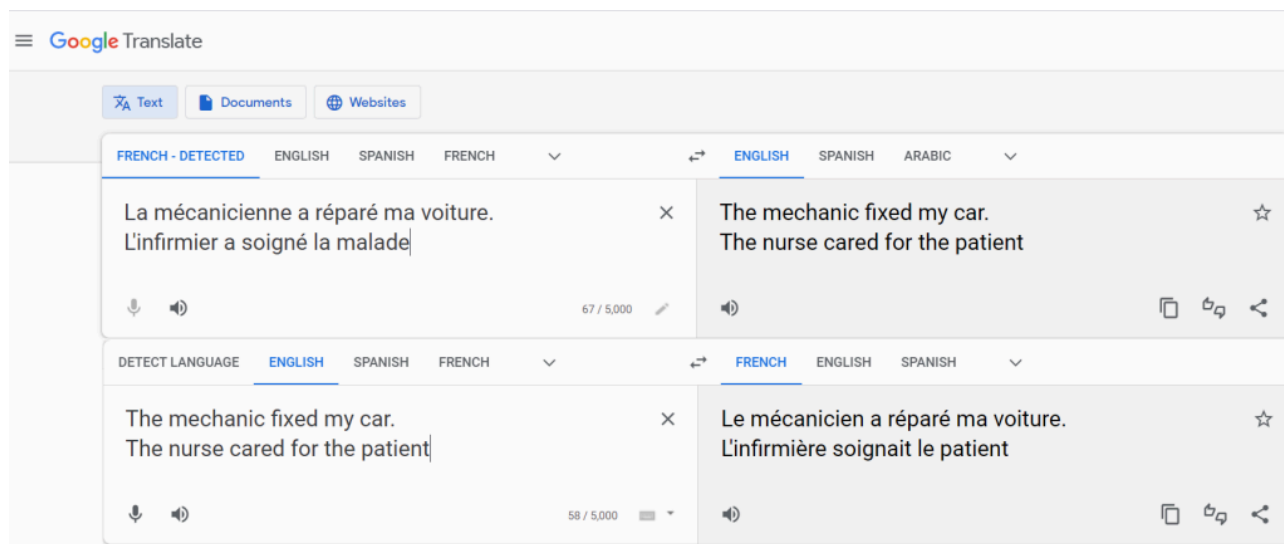 Google Translate
Text Documents Websites
FRENCH - DETECTED ENGLISH SPANISH FRENCH ENGLISH SPANISH ARABIC
La mécanicienne a réparé ma voiture.
L'infirmier a soigné la malade
67 / 5,000
The mechanic fixed my car.
The nurse cared for the patient
DETECT LANGUAGE ENGLISH SPANISH FRENCH FRENCH ENGLISH SPANISH
The mechanic fixed my car.
The nurse cared for the patient
58 / 5,000
Le mécanicien a réparé ma voiture.
L'infirmière soignait le patient